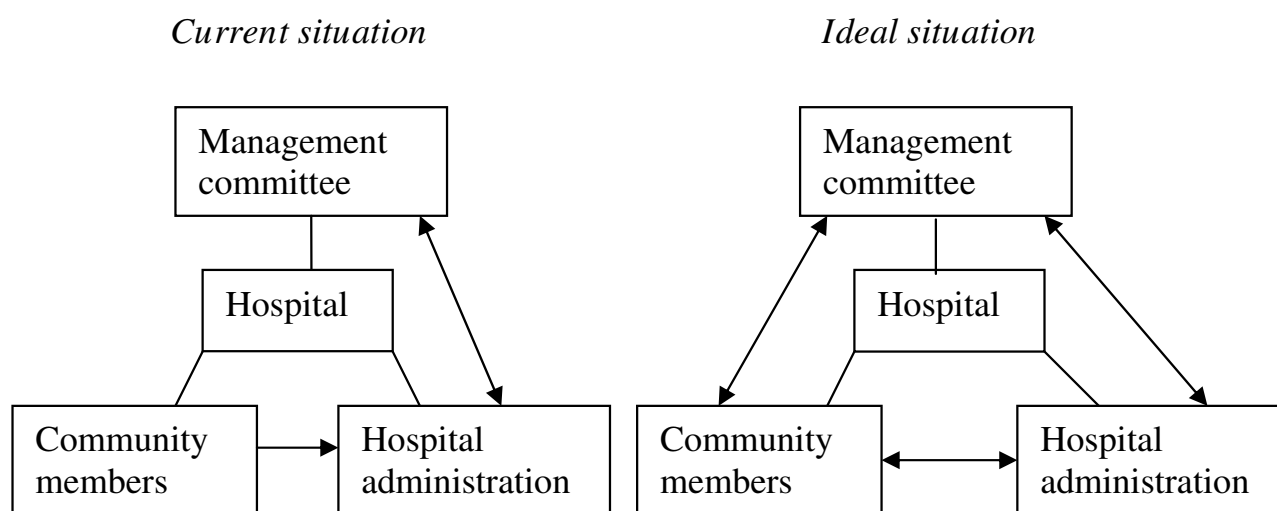 Current situation
Ideal situation
Management
committee
Management
committee
Hospital
Hospital
Community
members
Hospital
administration
Community
members
Hospital
administration